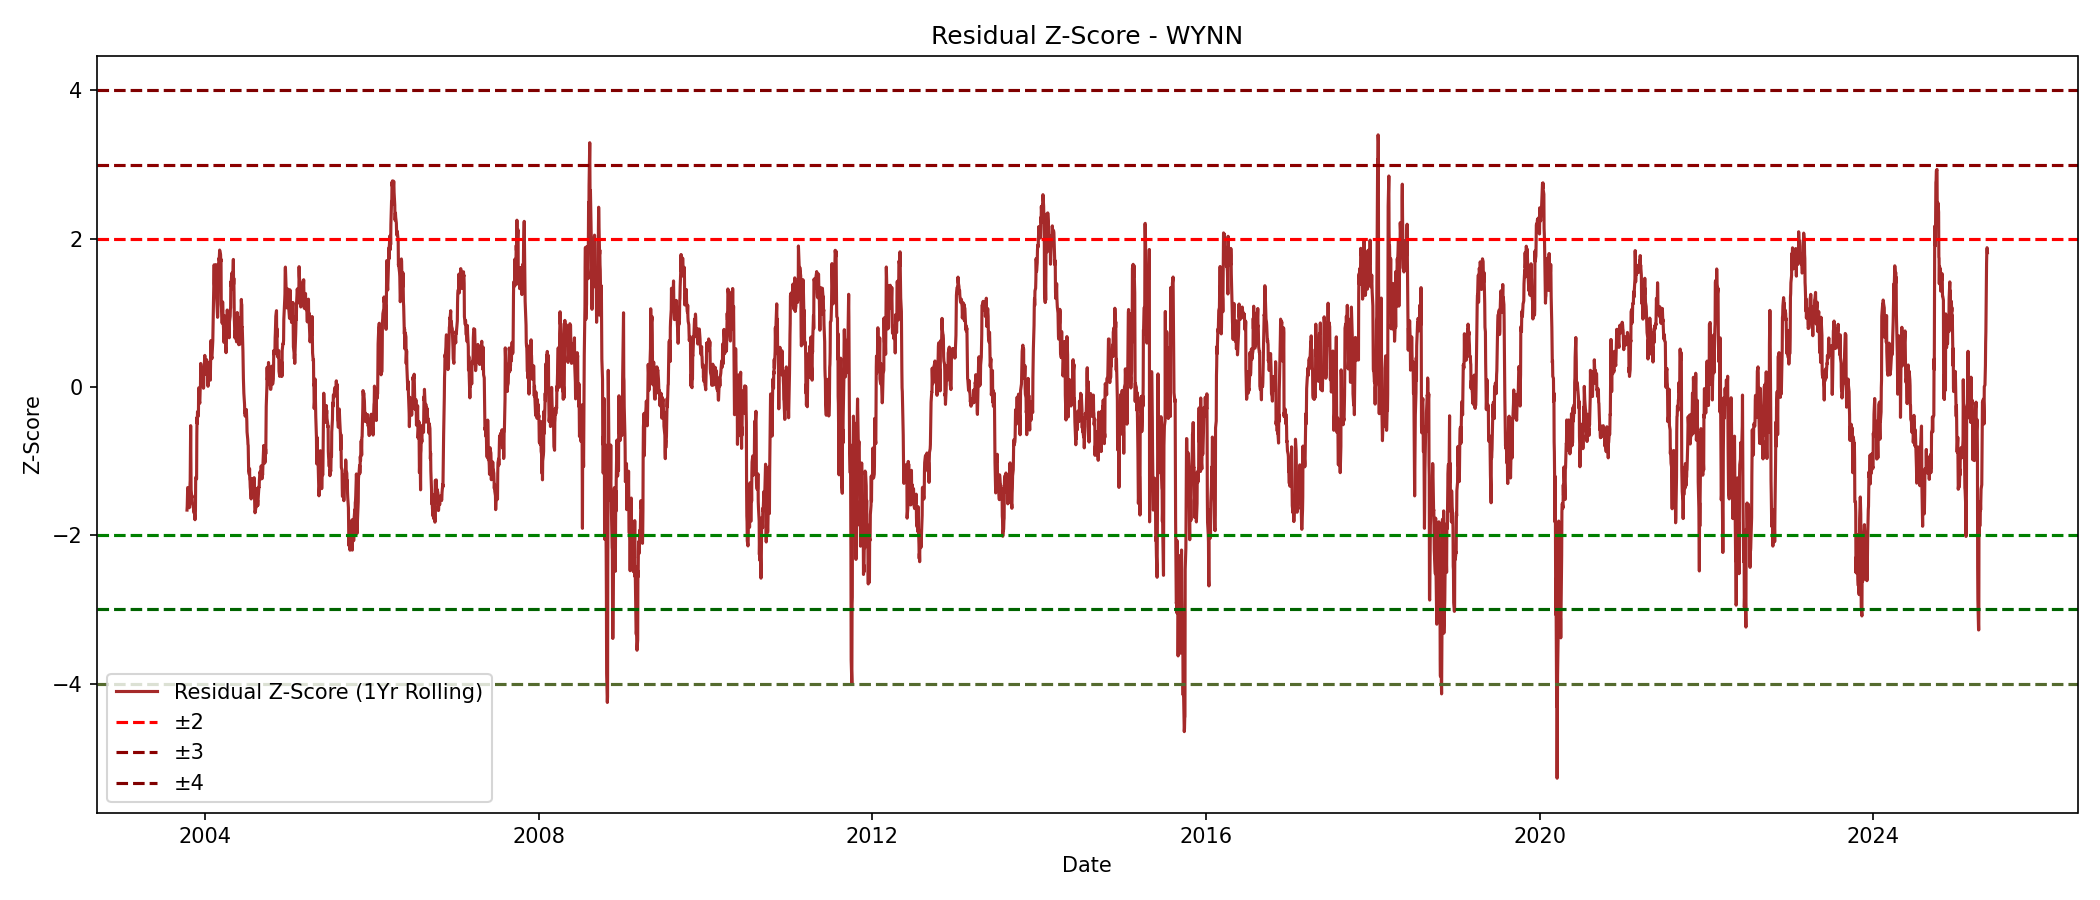 Residual Z-Score - WYNN
4
2
0
−2
−4
Z-Score
Residual Z-Score (1Yr Rolling)
±2
±3
±4
2004 2008 2012 2016 2020 2024
Date